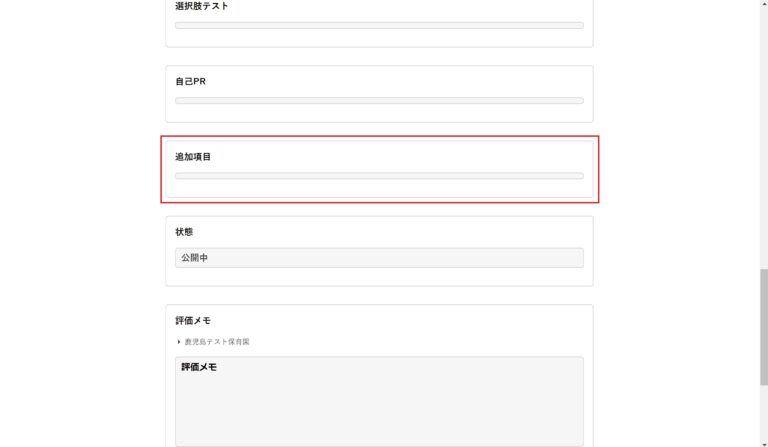 選択肢テスト
自己PR
追加項目
状態
公開中
評価メモ
鹿児島テスト保育園
評価メモ